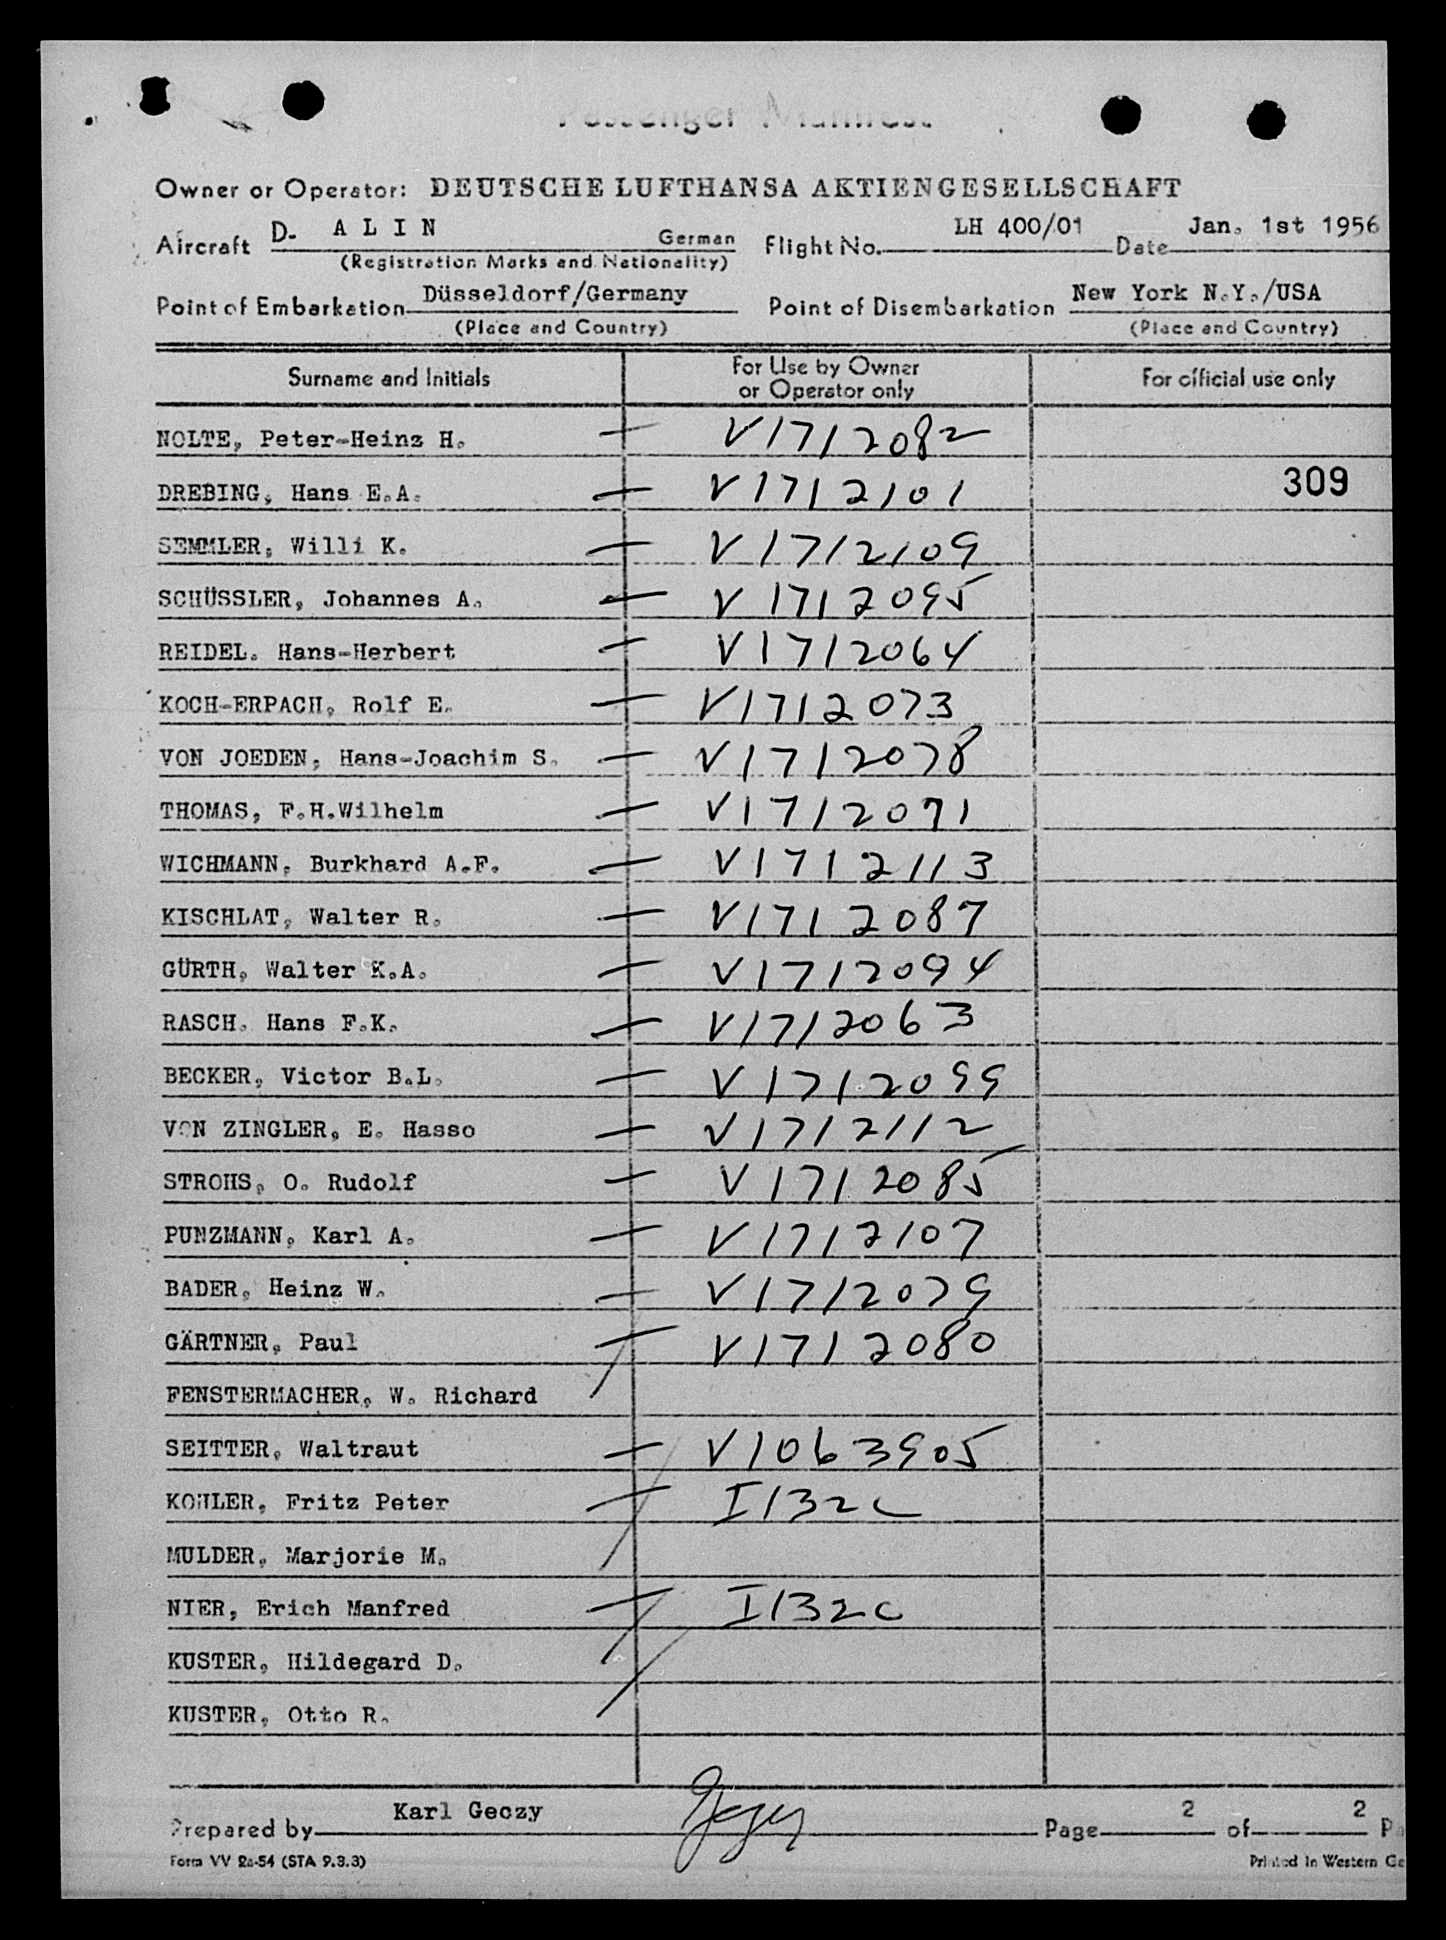 Passenger Manifest
Owner or Operator: DEUTSCHE LUFTHANSA AKTIENGESELLSCHAFT
Aircraft D- A L I N German Flight No. LH 400/01 Date Jan. 1st 1956
(Registration Marks and Nationality)
Point of Embarkation Düsseldorf/Germany Point of Disembarkation New York N.Y./USA
(Place and Country) (Place and Country)
Surname and Initials For Use by Owner or Operator only For official use only
NOLTE, Peter-Heinz H. V1712082
DREBING, Hans E.A. V1712101 309
SEMMLER, Willi K. V1712109
SCHÜSSLER, Johannes A. V1712095
REIDEL. Hans-Herbert V1712064
KOCH-ERPACH, Rolf E. V1712073
VON JOEDEN, Hans-Joachim S. V1712078
THOMAS, F.H.Wilhelm V1712071
WICHMANN, Burkhard A.F. V1712113
KISCHLAT, Walter R. V1712087
GÜRTH, Walter K.A. V1712094
RASCH. Hans F.K. V1712063
BECKER, Victor B.L. V1712099
VON ZINGLER, E. Hasso V1712112
STROHS, O. Rudolf V1712085
PUNZMANN, Karl A. V1712107
BADER, Heinz W. V1712079
GÄRTNER, Paul V1712080
FENSTERMACHER, W. Richard
SEITTER, Waltraut V1063905
KOHLER, Fritz Peter I132c
MULDER, Marjorie M.
NIER, Erich Manfred I132c
KUSTER, Hildegard D.
KUSTER, Otto R.
Prepared by Karl Geczy Page 2 of 2
Form VV 2a-54 (STA 9.3.3) Printed in Western Ge